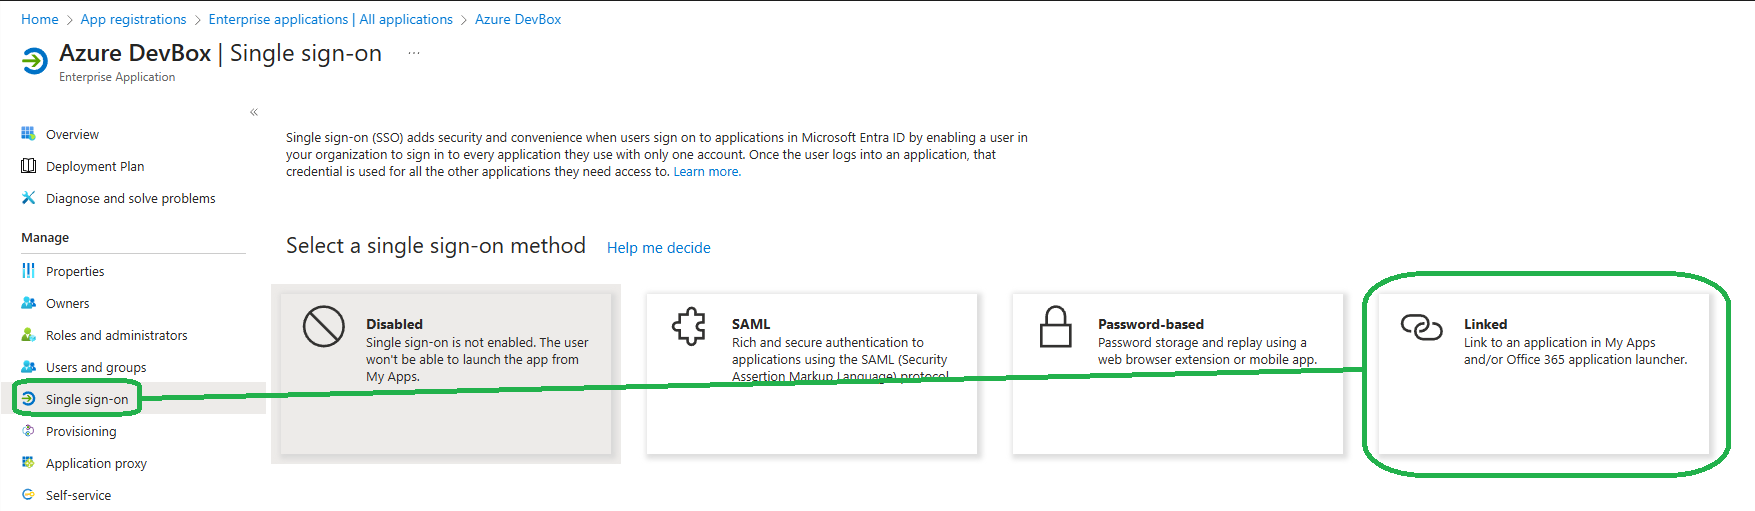 Home > App registrations > Enterprise applications | All applications > Azure DevBox
Azure DevBox | Single sign-on ...
Enterprise Application
«
Overview
Deployment Plan
Diagnose and solve problems
Manage
Properties
Owners
Roles and administrators
Users and groups
Single sign-on
Provisioning
Application proxy
Self-service
Single sign-on (SSO) adds security and convenience when users sign on to applications in Microsoft Entra ID by enabling a user in
your organization to sign in to every application they use with only one account. Once the user logs into an application, that
credential is used for all the other applications they need access to. Learn more.
Select a single sign-on method Help me decide
Disabled
Single sign-on is not enabled. The user
won't be able to launch the app from
My Apps.
SAML
Rich and secure authentication to
applications using the SAML (Security
Assertion Markup Language) protocol.
Password-based
Password storage and replay using a
web browser extension or mobile app.
Linked
Link to an application in My Apps
and/or Office 365 application launcher.